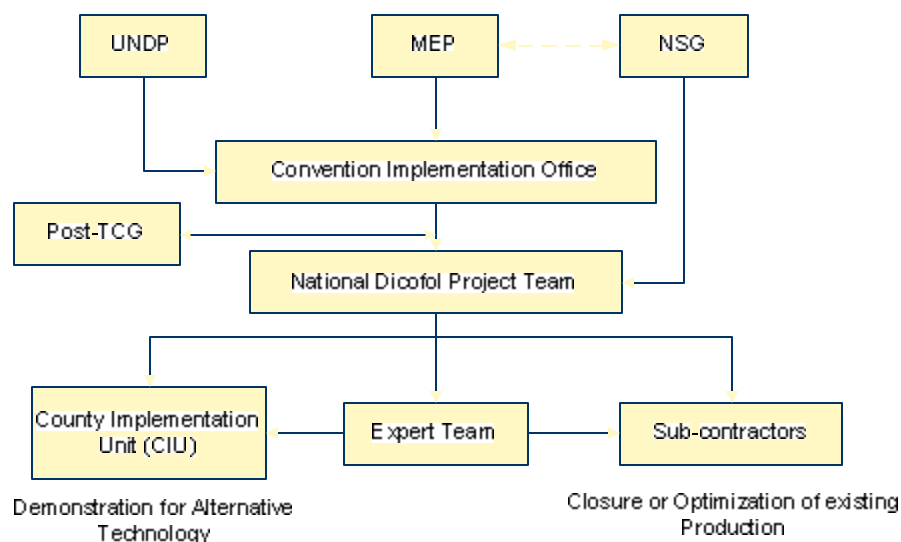 UNDP
MEP
NSG
Convention Implementation Office
Post-TCG
National Dicofol Project Team
County Implementation
Unit (CIU)
Expert Team
Sub-contractors
Demonstration for Alternative
Technology
Closure or Optimization of existing
Production